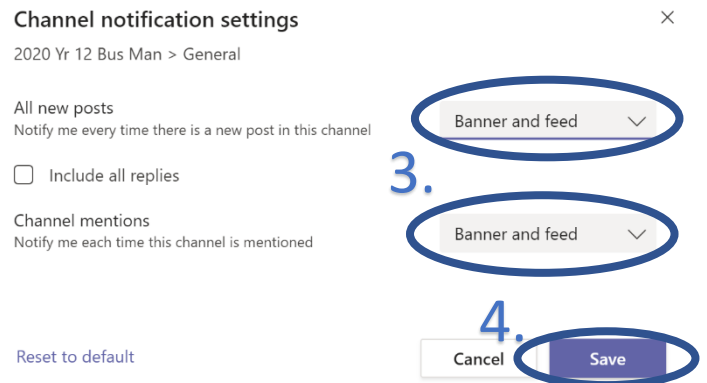 Channel notification settings
2020 Yr 12 Bus Man > General
All new posts
Notify me every time there is a new post in this channel
Banner and feed
Include all replies
3.
Channel mentions
Notify me each time this channel is mentioned
Banner and feed
4.
Reset to default
Cancel
Save